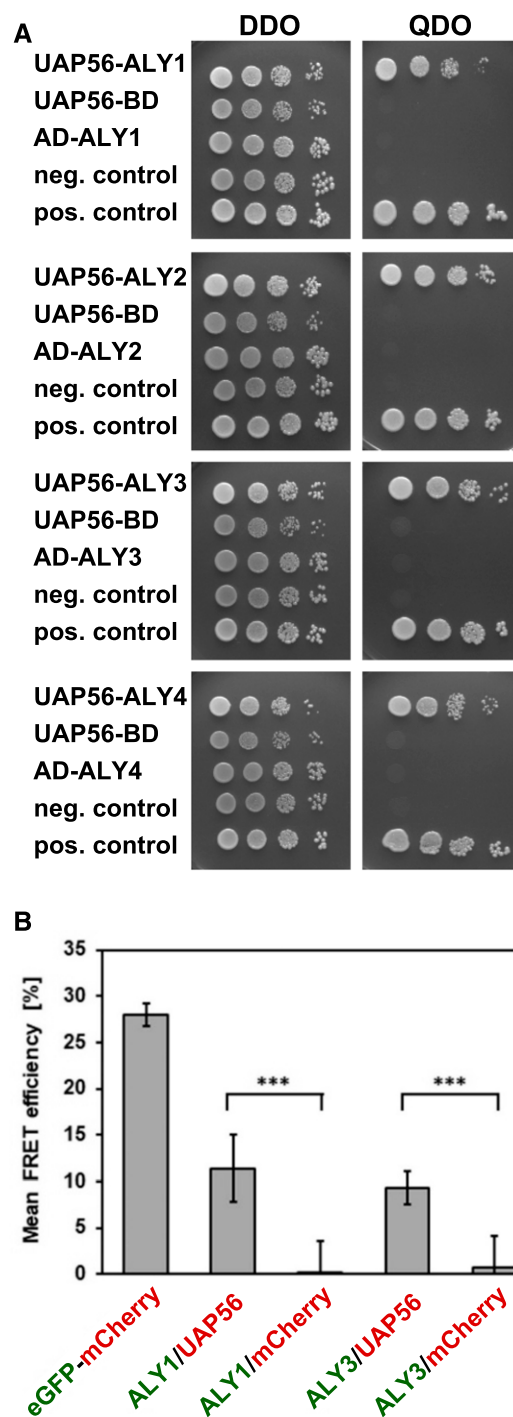 A
DDO QDO
UAP56-ALY1
UAP56-BD
AD-ALY1
neg. control
pos. control
UAP56-ALY2
UAP56-BD
AD-ALY2
neg. control
pos. control
UAP56-ALY3
UAP56-BD
AD-ALY3
neg. control
pos. control
UAP56-ALY4
UAP56-BD
AD-ALY4
neg. control
pos. control
B
Mean FRET efficiency [%]
35
30
25
20
15
10
5
0
***
***
eGFP-mCherry
ALY1/UAP56
ALY1/mCherry
ALY3/UAP56
ALY3/mCherry